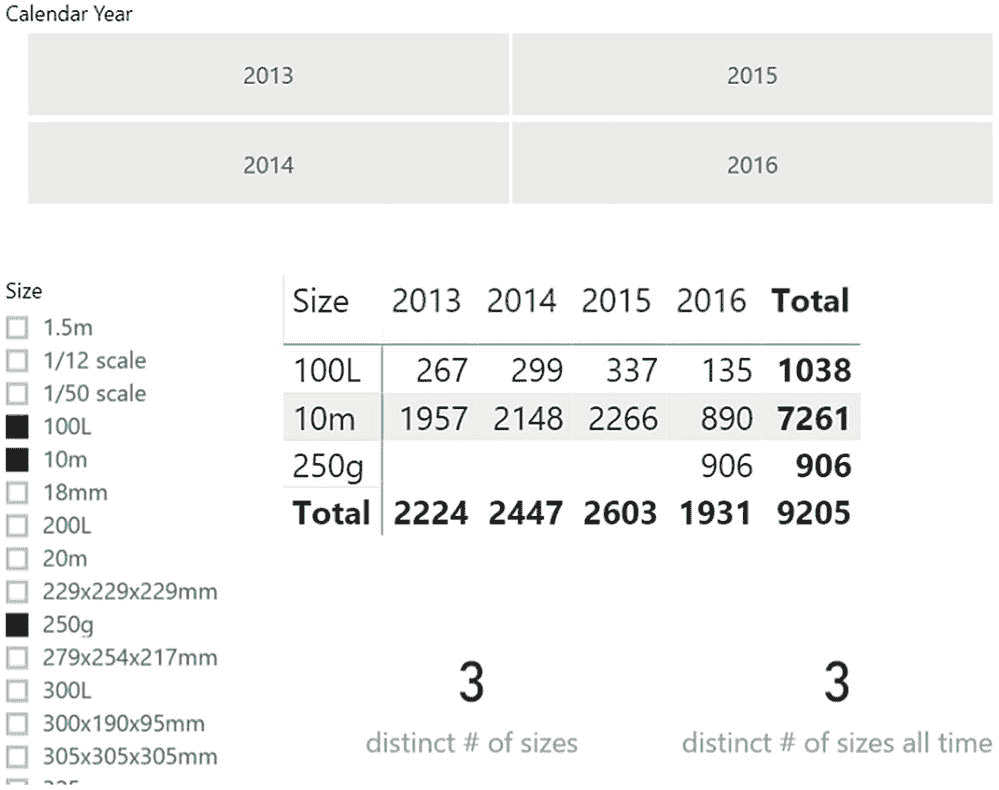 Calendar Year
2013 2015
2014 2016
Size
1.5m
1/12 scale
1/50 scale
100L
10m
18mm
200L
20m
229x229x229mm
250g
279x254x217mm
300L
300x190x95mm
305x305x305mm
Size 2013 2014 2015 2016 Total
100L 267 299 337 135 1038
10m 1957 2148 2266 890 7261
250g 906 906
Total 2224 2447 2603 1931 9205
3
distinct # of sizes
3
distinct # of sizes all time